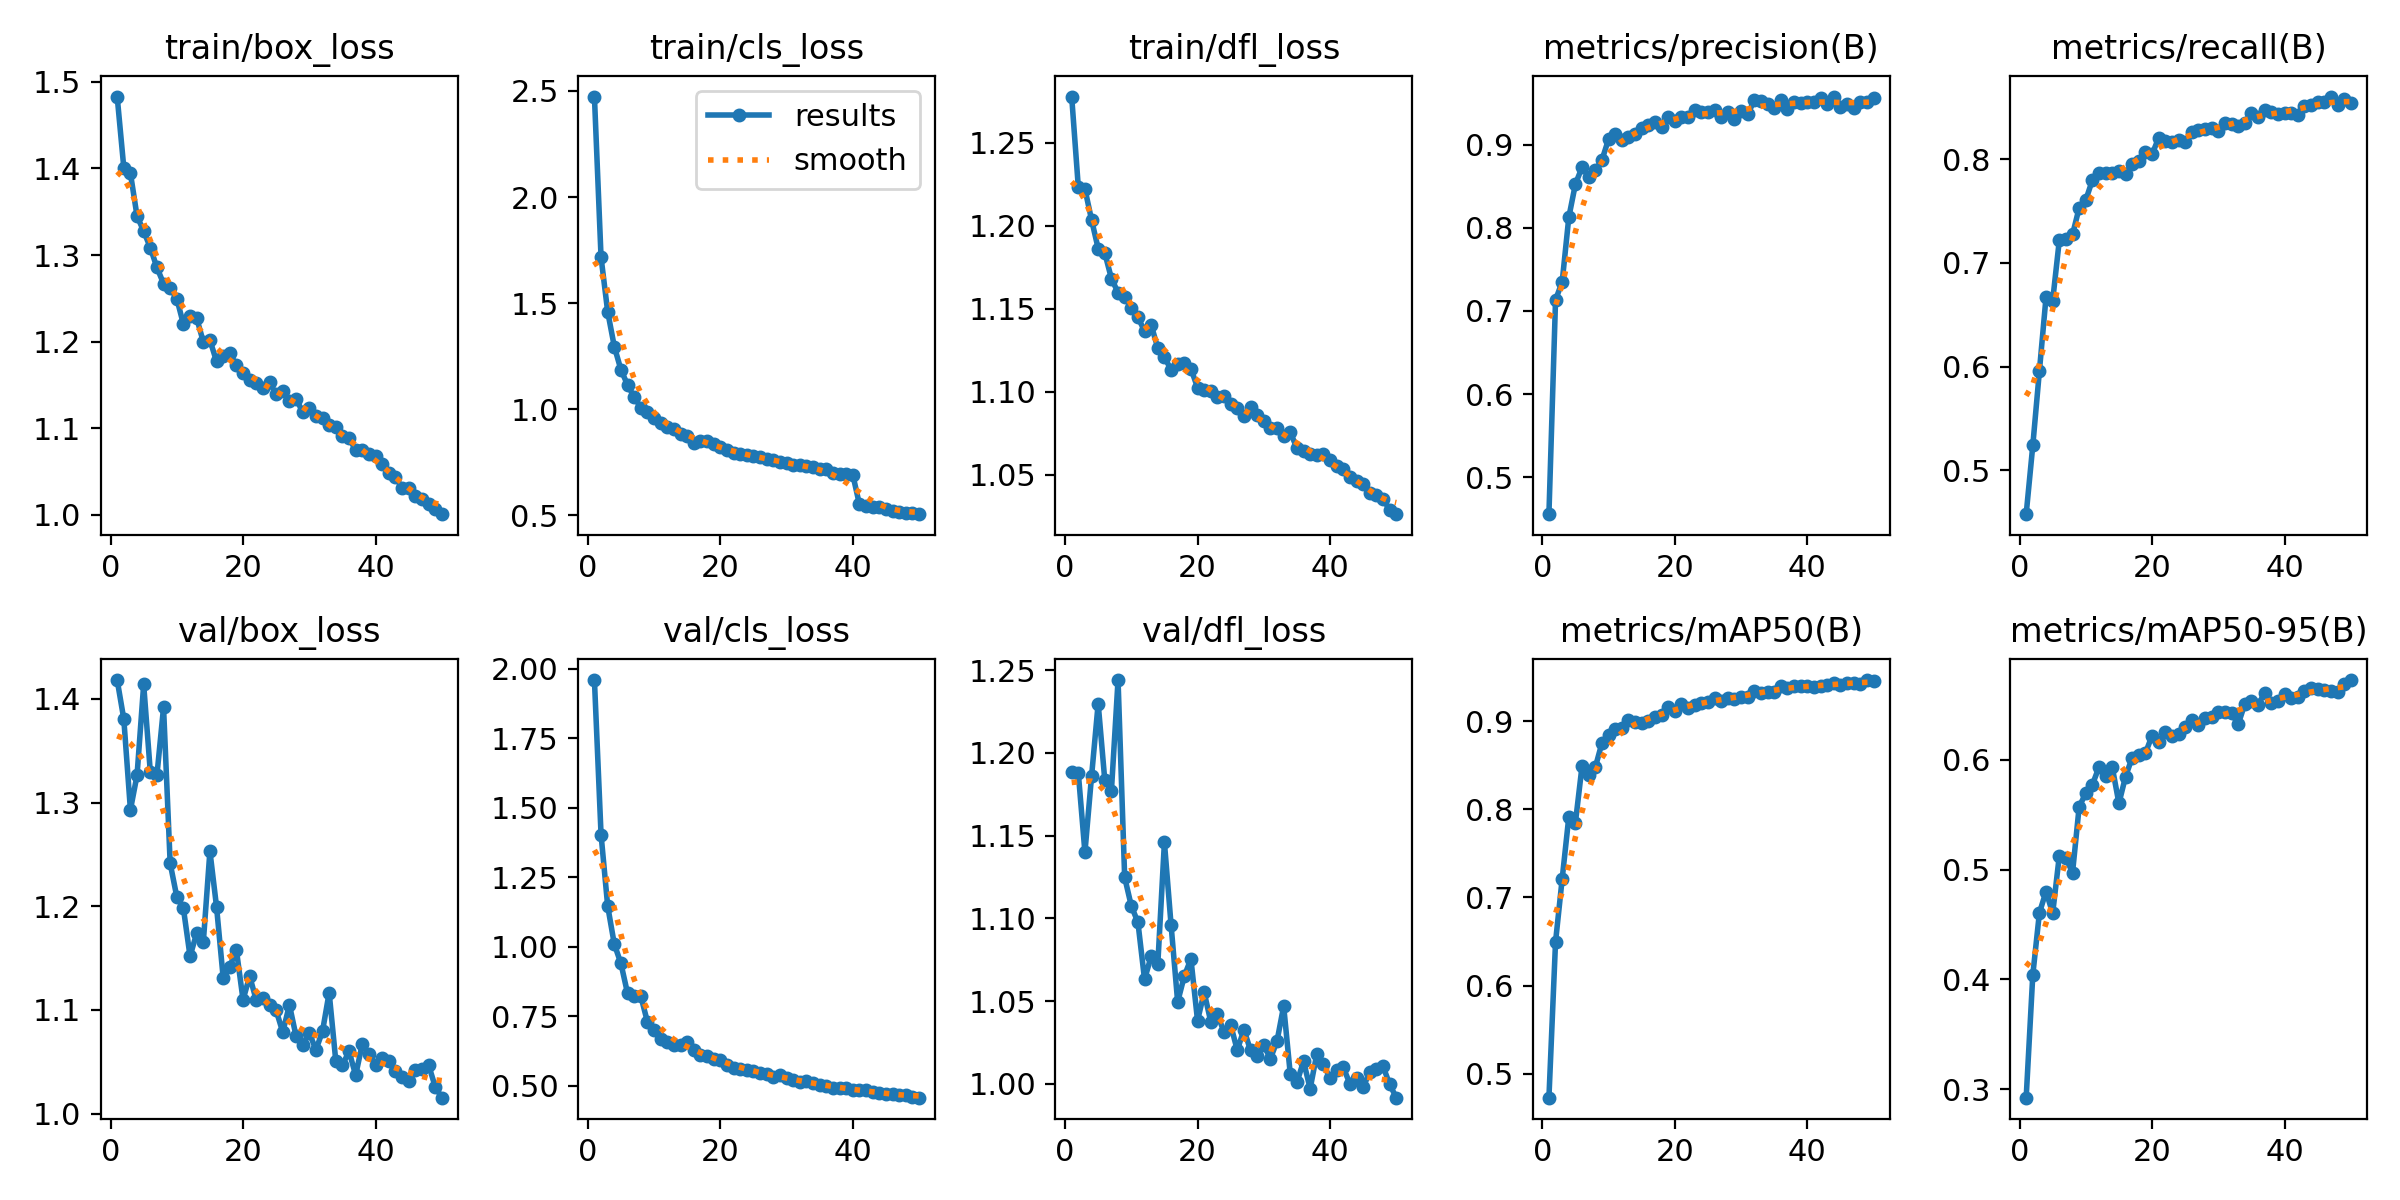 train/box_loss
1.5
1.4
1.3
1.2
1.1
1.0
0 20 40
train/cls_loss
results
smooth
2.5
2.0
1.5
1.0
0.5
0 20 40
train/dfl_loss
1.25
1.20
1.15
1.10
1.05
0 20 40
metrics/precision(B)
0.9
0.8
0.7
0.6
0.5
0 20 40
metrics/recall(B)
0.8
0.7
0.6
0.5
0 20 40
val/box_loss
1.4
1.3
1.2
1.1
1.0
0 20 40
val/cls_loss
2.00
1.75
1.50
1.25
1.00
0.75
0.50
0 20 40
val/dfl_loss
1.25
1.20
1.15
1.10
1.05
1.00
0 20 40
metrics/mAP50(B)
0.9
0.8
0.7
0.6
0.5
0 20 40
metrics/mAP50-95(B)
0.6
0.5
0.4
0.3
0 20 40